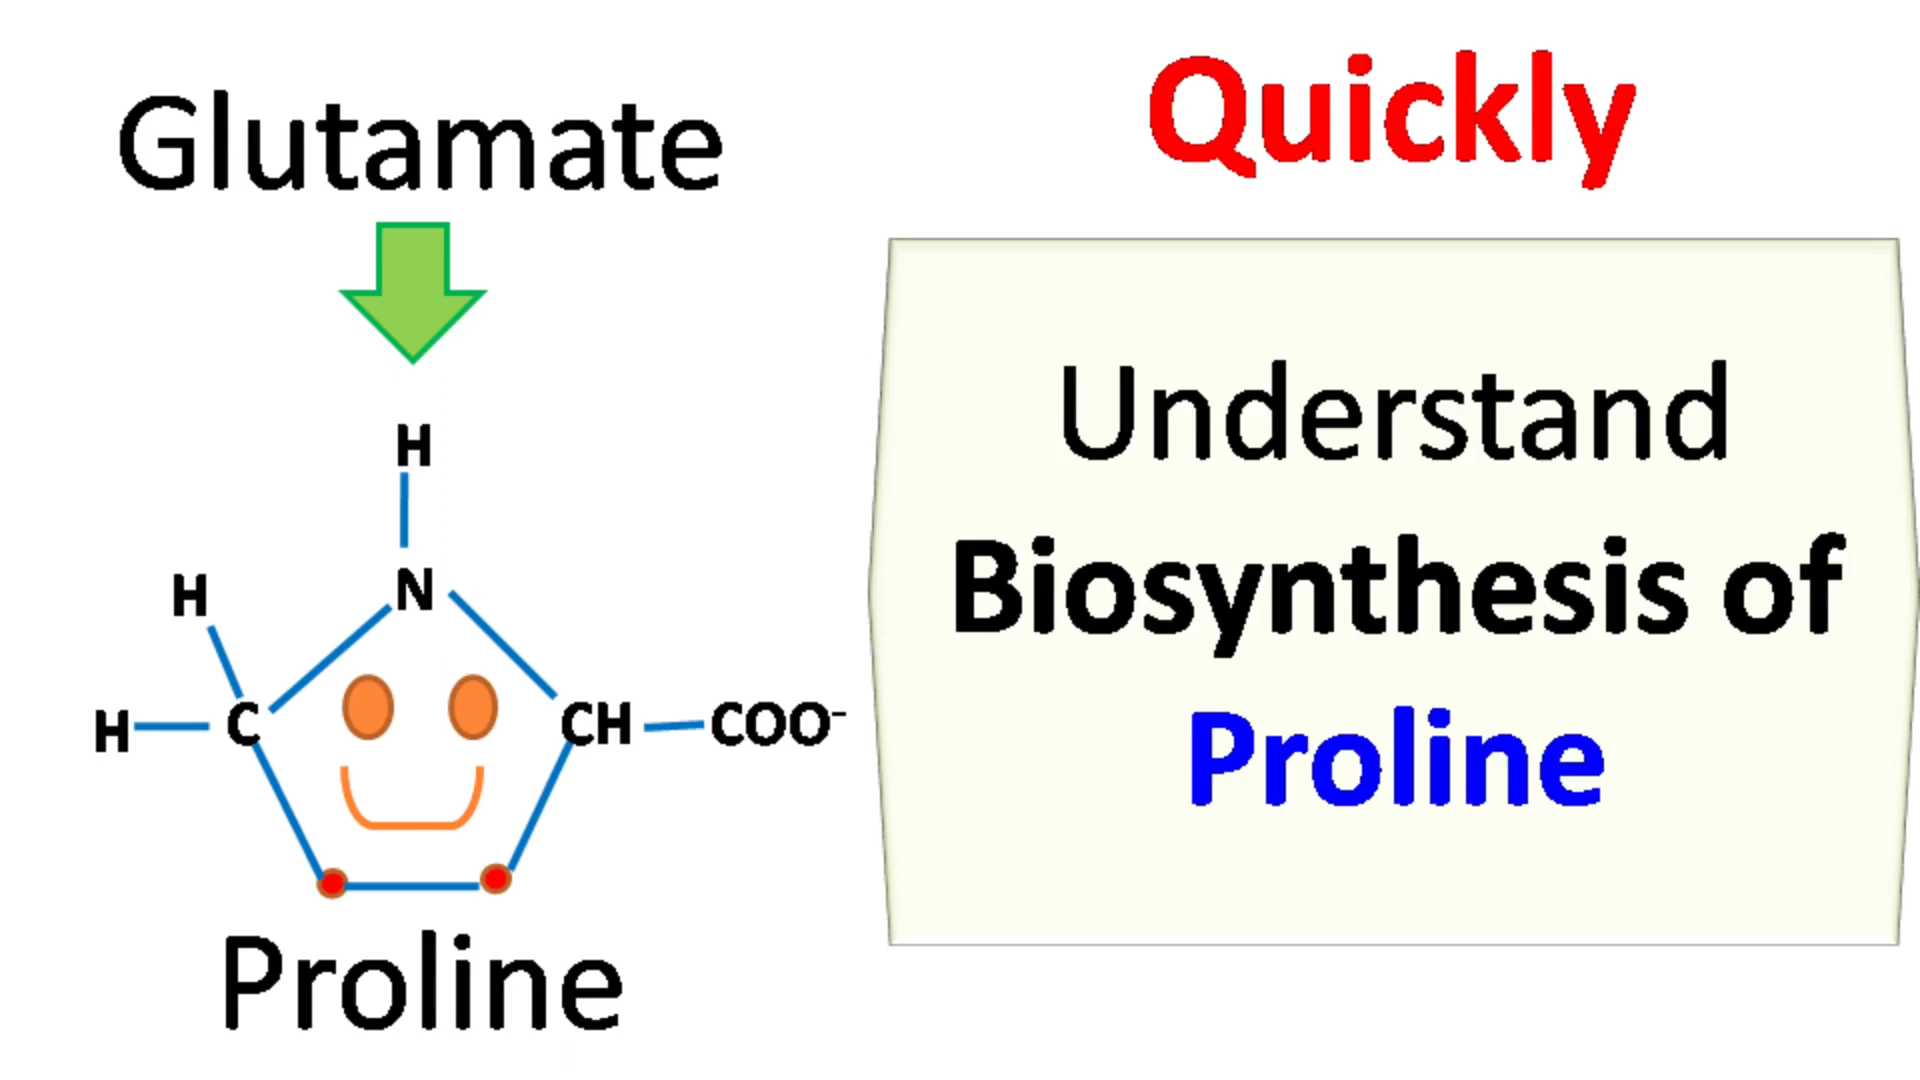 Glutamate
H
N
H
H
C
CH
COO⁻
Proline
Quickly
Understand
Biosynthesis of
Proline